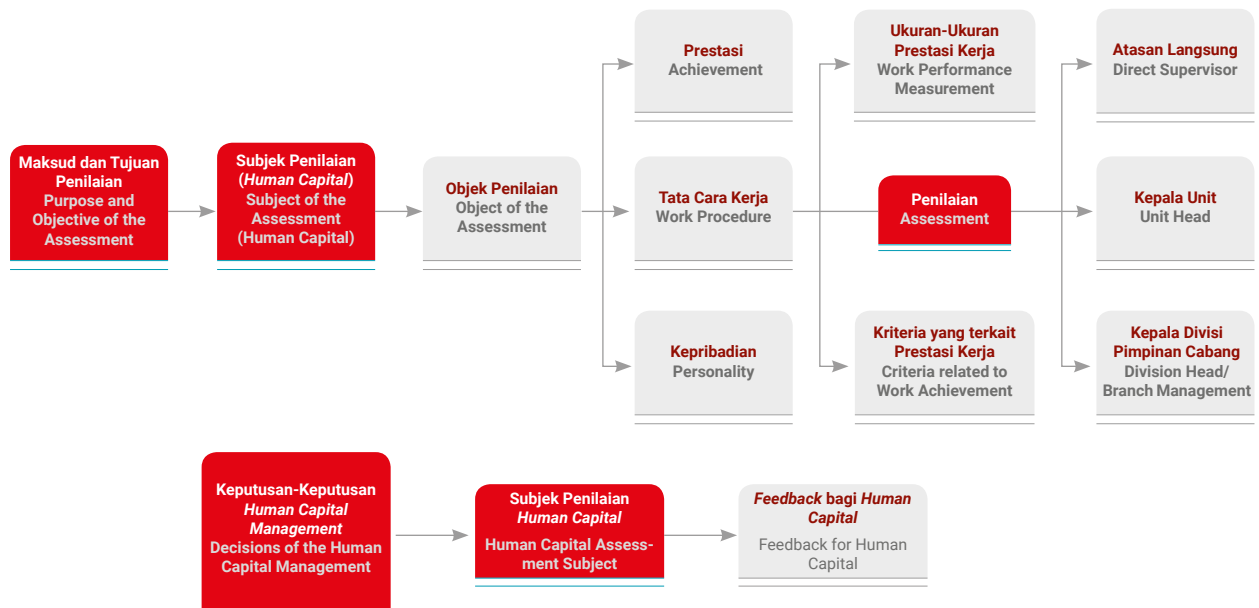 Maksud dan Tujuan
Penilaian
Purpose and
Objective of the
Assessment
Subjek Penilaian
(Human Capital)
Subject of the
Assessment
(Human Capital)
Objek Penilaian
Object of the
Assessment
Prestasi
Achievement
Tata Cara Kerja
Work Procedure
Kepribadian
Personality
Ukuran-Ukuran
Prestasi Kerja
Work Performance
Measurement
Penilaian
Assessment
Kriteria yang terkait
Prestasi Kerja
Criteria related to
Work Achievement
Atasan Langsung
Direct Supervisor
Kepala Unit
Unit Head
Kepala Divisi
Pimpinan Cabang
Division Head/
Branch Management
Keputusan-Keputusan
Human Capital
Management
Decisions of the Human
Capital Management
Subjek Penilaian
Human Capital
Human Capital Assess-
ment Subject
Feedback bagi Human
Capital
Feedback for Human
Capital